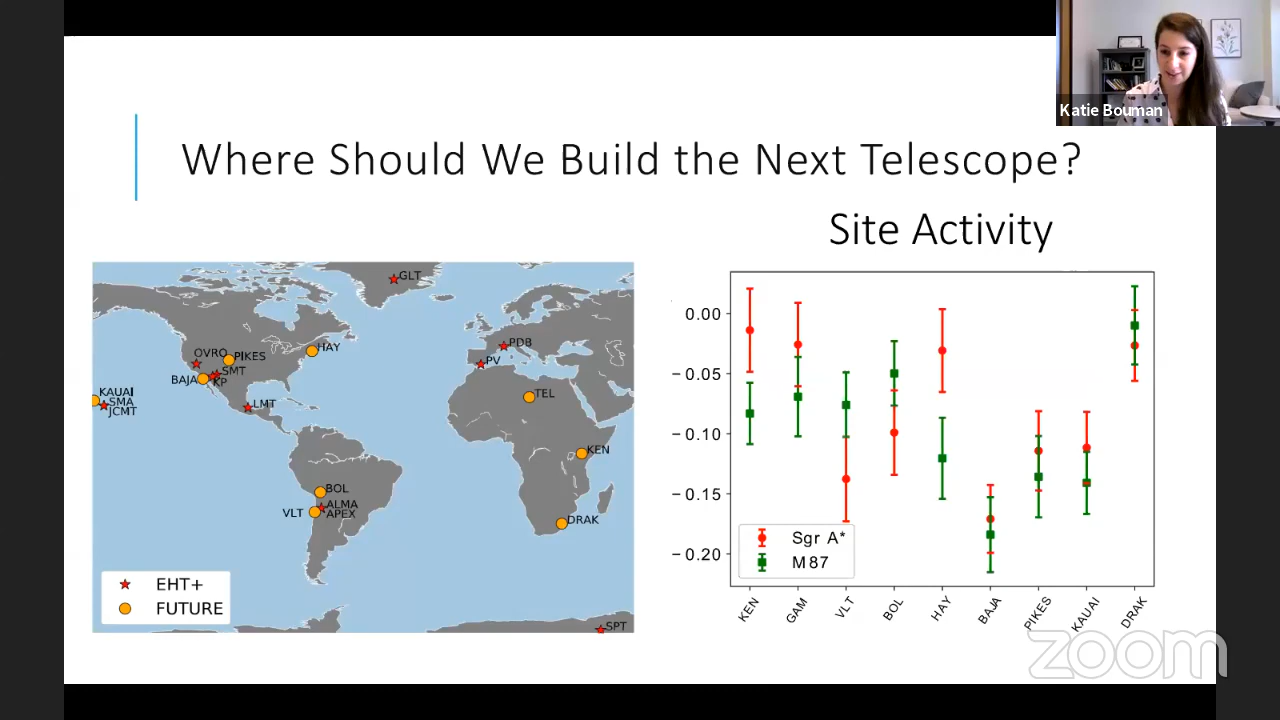 Katie Bouman
Where Should We Build the Next Telescope?
Site Activity
GLT
OVRO
PIKES
HAY
SMT
BAJA
KP
KAUAI
SMA
JCMT
LMT
PDB
PV
TEL
KEN
BOL
ALMA
VLT
APEX
DRAK
SPT
EHT+
FUTURE
0.00
−0.05
−0.10
−0.15
−0.20
Sgr A*
M87
KEN
GAM
VLT
BOL
HAY
BAJA
PIKES
KAUAI
DRAK
zoom